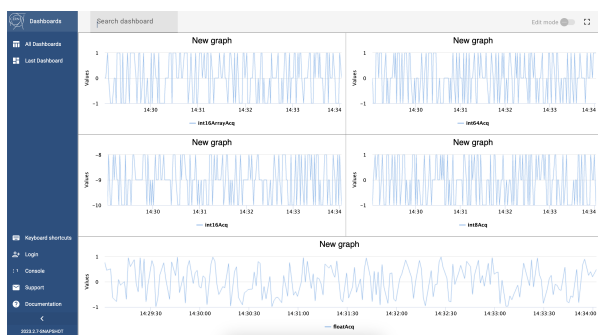 Dashboards
Search dashboard
Edit mode
All Dashboards
Last Dashboard
Keyboard shortcuts
Login
Console
Support
Documentation
2023.2.7-SNAPSHOT
New graph
Values
1
0
-1
14:30 14:31 14:32 14:33 14:34
int16ArrayAcq
New graph
Values
1
0
-1
14:30 14:31 14:32 14:33 14:34
int64Acq
New graph
Values
-8
-9
-10
14:30 14:31 14:32 14:33 14:34
int16Acq
New graph
Values
1
0
-1
14:30 14:31 14:32 14:33 14:34
int8Acq
New graph
Values
1
0
-1
14:29:30 14:30:00 14:30:30 14:31:00 14:31:30 14:32:00 14:32:30 14:33:00 14:33:30 14:34:00
floatAcq